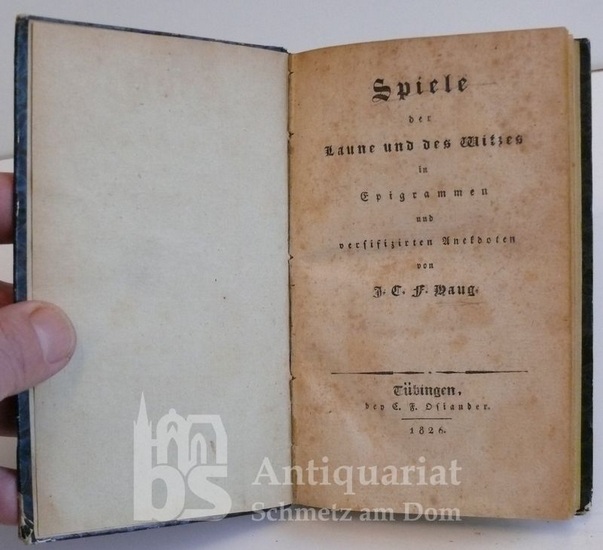 Spiele
der
Laune und des Witzes
in
Epigrammen
und
versifizirten Anekdoten
von
J. C. F. Haug.
Tübingen,
bey C. F. Osiander.
1826.
bs
Antiquariat
Schmetz am Dom